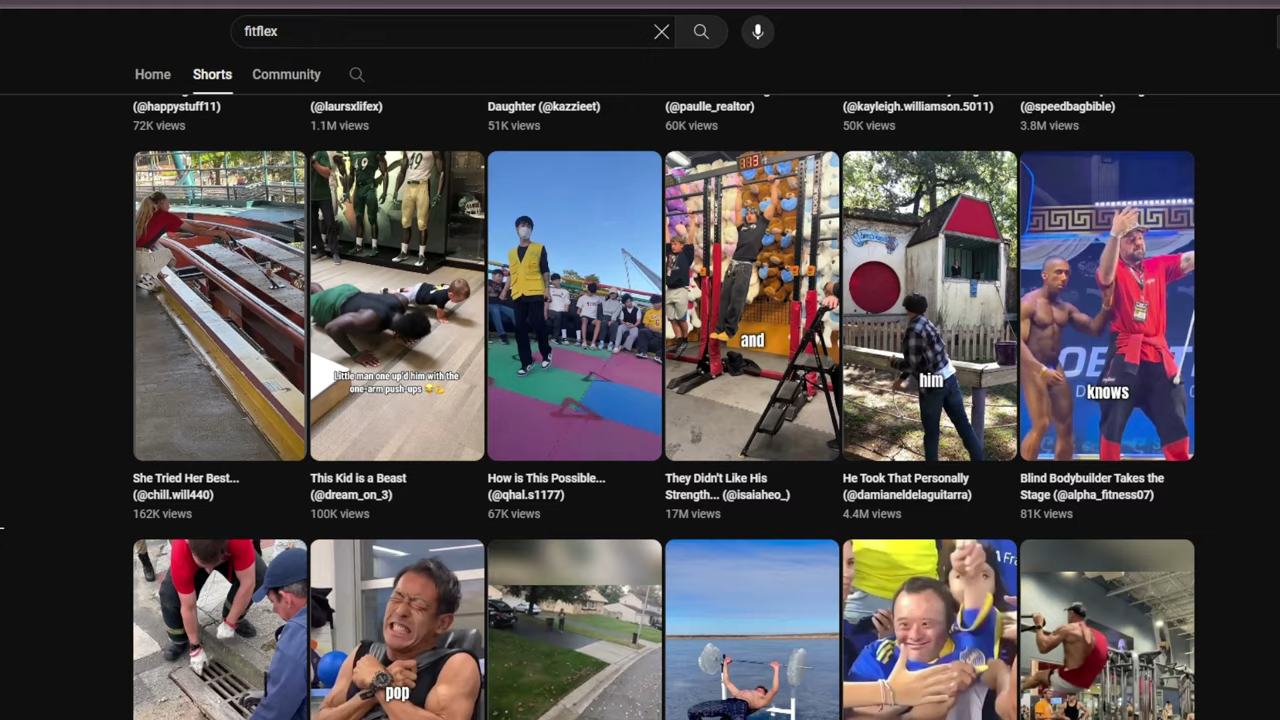 fitflex
Home Shorts Community
(@happystuff11) (@laursxlifex) Daughter (@kazzieet) (@paulle_realtor) (@kayleigh.williamson.5011) (@speedbagbible)
72K views 1.1M views 51K views 60K views 50K views 3.8M views
49
113
Little man one up'd him with the
one-arm push-ups
and
him
knows
She Tried Her Best...
(@chill.will440)
162K views
This Kid is a Beast
(@dream_on_3)
100K views
How is This Possible...
(@qhal.s1177)
67K views
They Didn't Like His
Strength... (@isaiaheo_)
17M views
He Took That Personally
(@damianeldelaguitarra)
4.4M views
Blind Bodybuilder Takes the
Stage (@alpha_fitness07)
81K views
pop